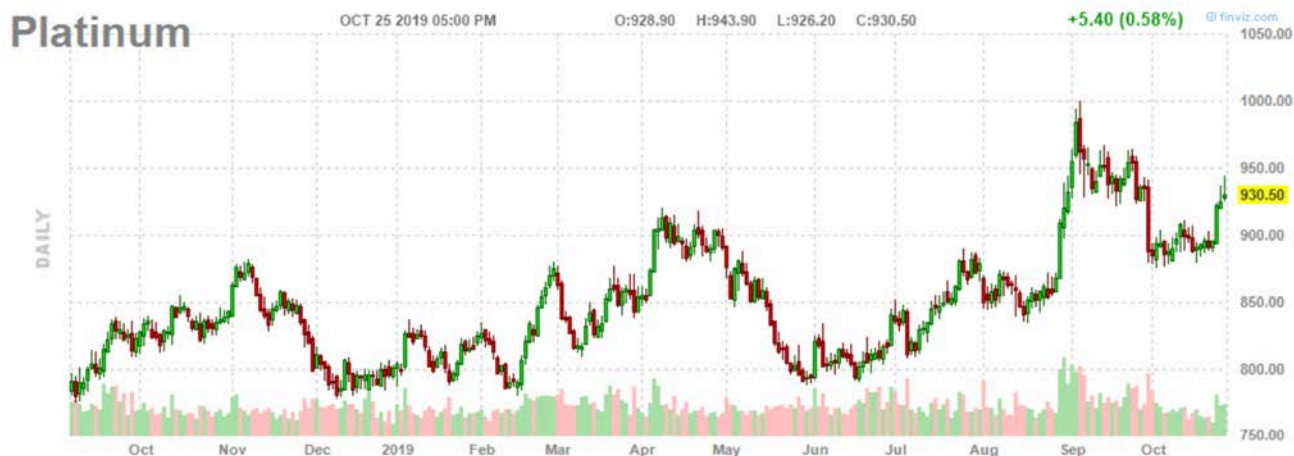 Platinum
OCT 25 2019 05:00 PM O:928.90 H:943.90 L:926.20 C:930.50 +5.40 (0.58%) © finviz.com
1050.00
1000.00
950.00
930.50
900.00
850.00
800.00
750.00
DAILY
Oct Nov Dec 2019 Feb Mar Apr May Jun Jul Aug Sep Oct